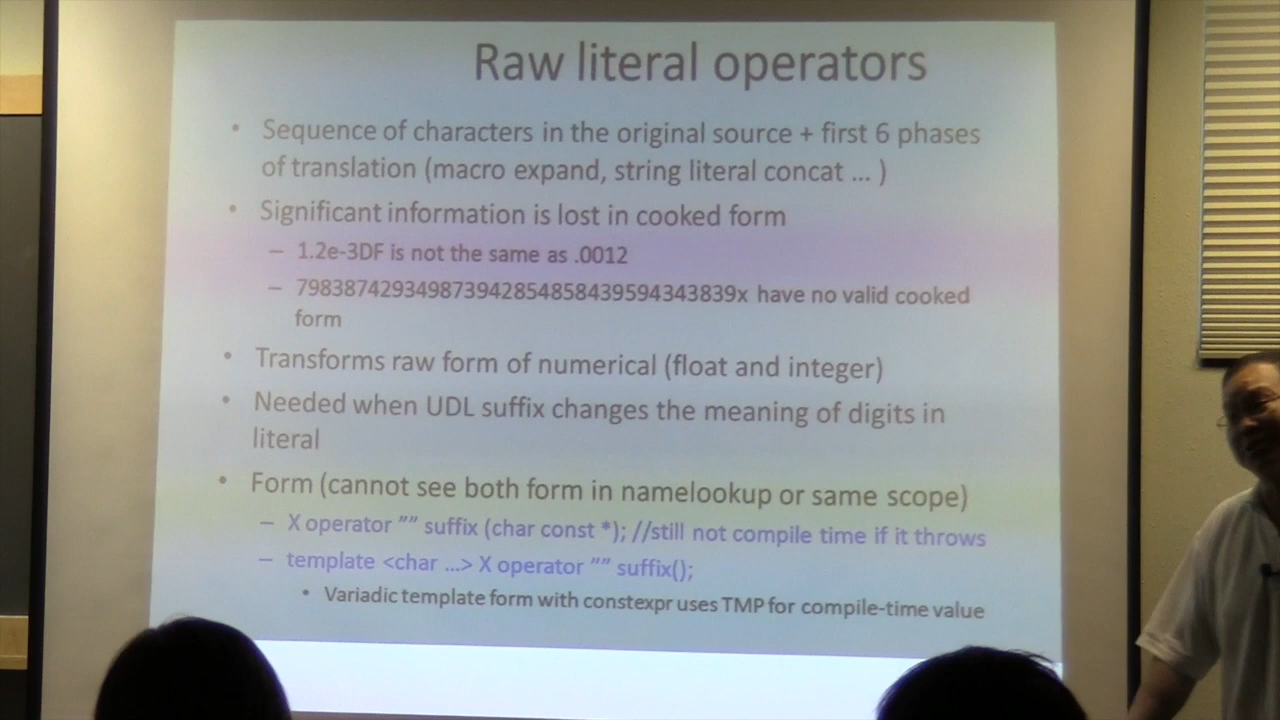 Raw literal operators
• Sequence of characters in the original source + first 6 phases
of translation (macro expand, string literal concat ... )
• Significant information is lost in cooked form
– 1.2e-3DF is not the same as .0012
– 798387429349873942854858439594343839x have no valid cooked
form
• Transforms raw form of numerical (float and integer)
• Needed when UDL suffix changes the meaning of digits in
literal
• Form (cannot see both form in namelookup or same scope)
– X operator ”” suffix (char const *); //still not compile time if it throws
– template <char ...> X operator ”” suffix();
• Variadic template form with constexpr uses TMP for compile-time value